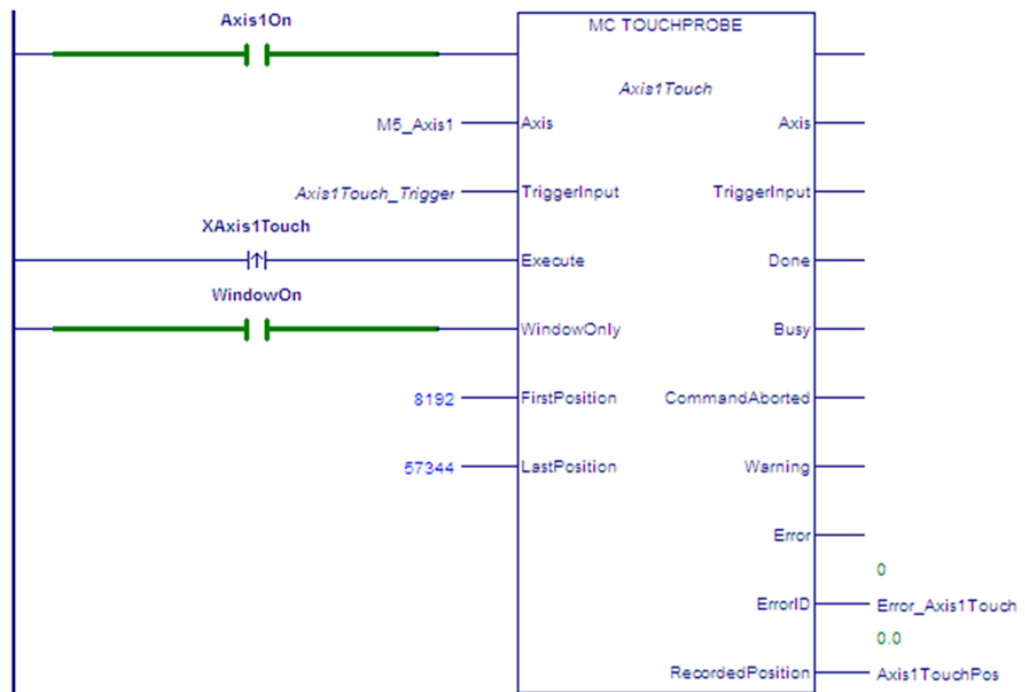 Axis1On
MC TOUCHPROBE
Axis1Touch
M5_Axis1 Axis Axis
Axis1Touch_Trigger TriggerInput TriggerInput
XAxis1Touch
Execute Done
WindowOn
WindowOnly Busy
8192 FirstPosition CommandAborted
57344 LastPosition Warning
Error
0
ErrorID Error_Axis1Touch
0.0
RecordedPosition Axis1TouchPos